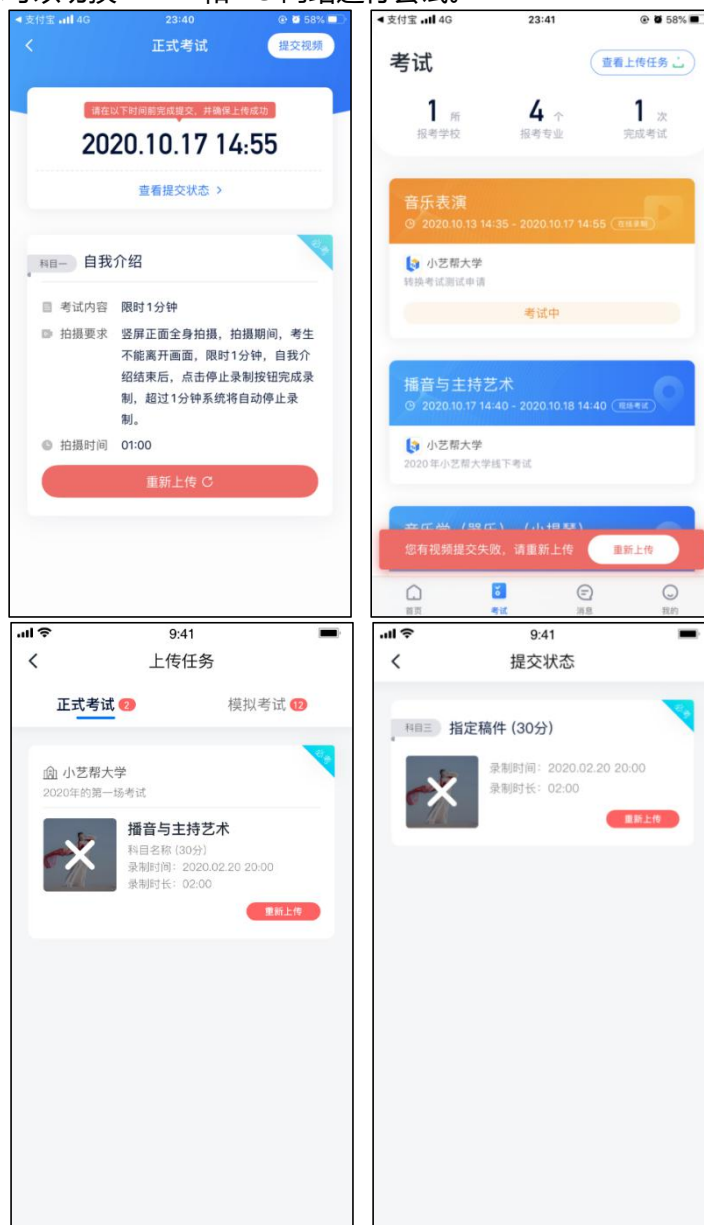 支付宝 4G 23:40 58%
正式考试 提交视频
请在以下时间前完成提交，并确保上传成功
2020.10.17 14:55
查看提交状态 >
必考
科目一 自我介绍
考试内容 限时1分钟
拍摄要求 竖屏正面全身拍摄，拍摄期间，考生
不能离开画面，限时1分钟，自我介
绍结束后，点击停止录制按钮完成录
制，超过1分钟系统将自动停止录
制。
拍摄时间 01:00
重新上传
支付宝 4G 23:41 58%
考试 查看上传任务
1 所 4 个 1 次
报考学校 报考专业 完成考试
音乐表演
2020.10.13 14:35 - 2020.10.17 14:55
小艺帮大学
转换考试测试申请
考试中
播音与主持艺术
2020.10.17 14:40 - 2020.10.18 14:40 现场考试
小艺帮大学
2020年小艺帮大学线下考试
您有视频提交失败，请重新上传 重新上传
首页 考试 消息 我的
9:41
上传任务
正式考试 2 模拟考试 12
必考
小艺帮大学
2020年的第一场考试
播音与主持艺术
科目名称 (30分)
录制时间：2020.02.20 20:00
录制时长：02:00
重新上传
9:41
提交状态
必考
科目三 指定稿件 (30分)
录制时间：2020.02.20 20:00
录制时长：02:00
重新上传